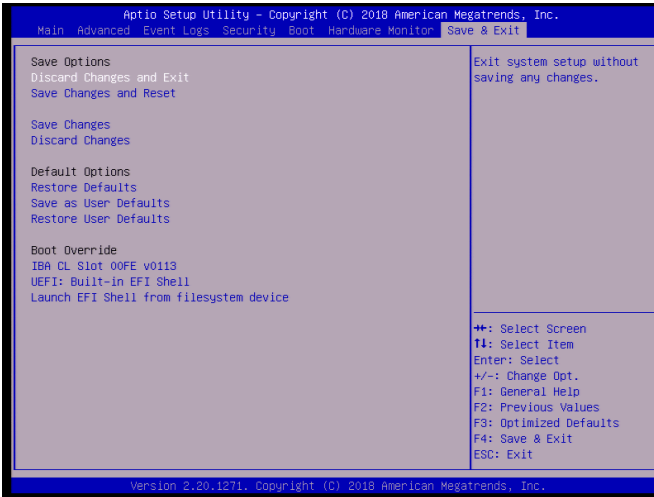 Aptio Setup Utility – Copyright (C) 2018 American Megatrends, Inc.
Main Advanced Event Logs Security Boot Hardware Monitor Save & Exit
Save Options
Discard Changes and Exit
Save Changes and Reset
Save Changes
Discard Changes
Default Options
Restore Defaults
Save as User Defaults
Restore User Defaults
Boot Override
IBA CL Slot 00FE v0113
UEFI: Built-in EFI Shell
Launch EFI Shell from filesystem device
Exit system setup without
saving any changes.
→←: Select Screen
↑↓: Select Item
Enter: Select
+/-: Change Opt.
F1: General Help
F2: Previous Values
F3: Optimized Defaults
F4: Save & Exit
ESC: Exit
Version 2.20.1271. Copyright (C) 2018 American Megatrends, Inc.